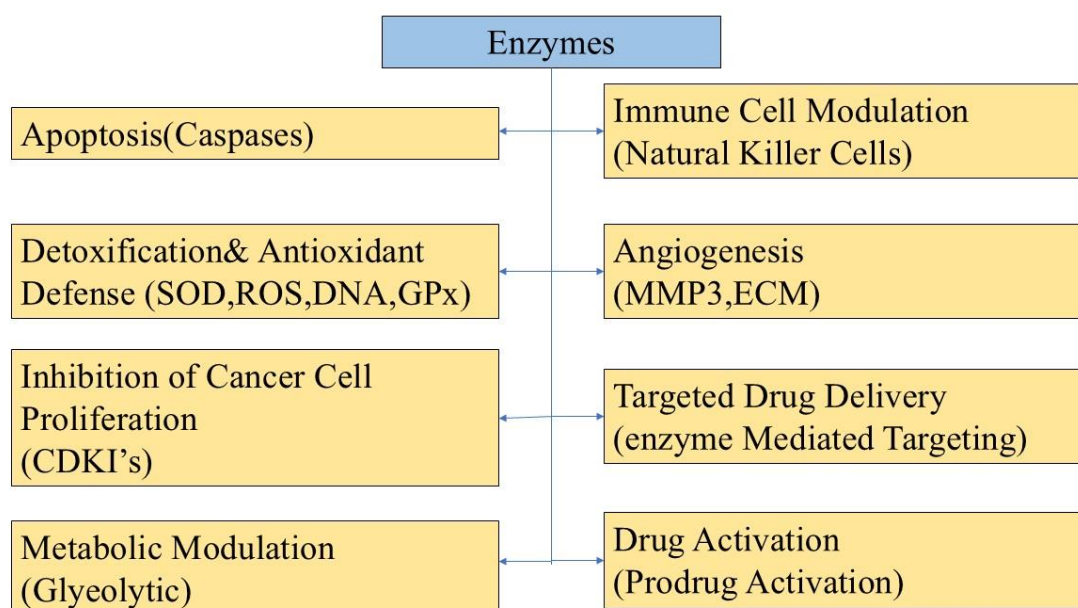 Enzymes
Apoptosis(Caspases)
Immune Cell Modulation
(Natural Killer Cells)
Detoxification& Antioxidant
Defense (SOD,ROS,DNA,GPx)
Angiogenesis
(MMP3,ECM)
Inhibition of Cancer Cell
Proliferation
(CDKI’s)
Targeted Drug Delivery
(enzyme Mediated Targeting)
Metabolic Modulation
(Glyeolytic)
Drug Activation
(Prodrug Activation)